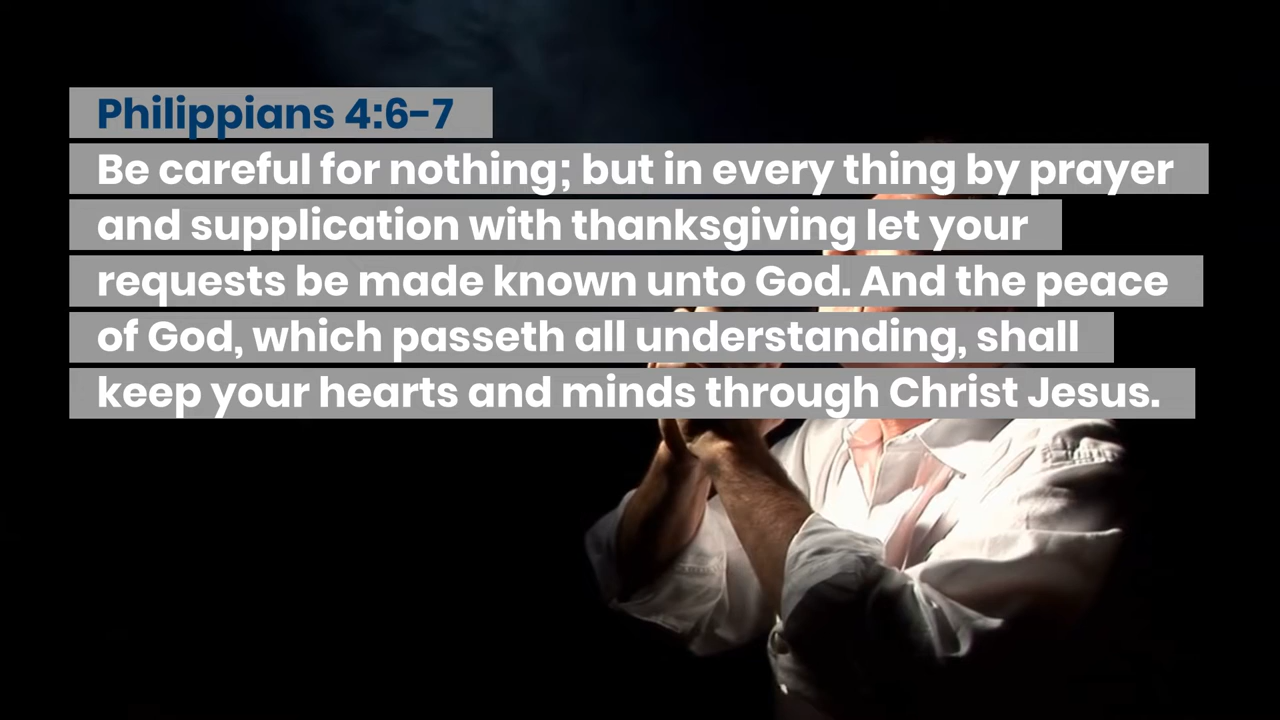 Philippians 4:6-7
Be careful for nothing; but in every thing by prayer
and supplication with thanksgiving let your
requests be made known unto God. And the peace
of God, which passeth all understanding, shall
keep your hearts and minds through Christ Jesus.